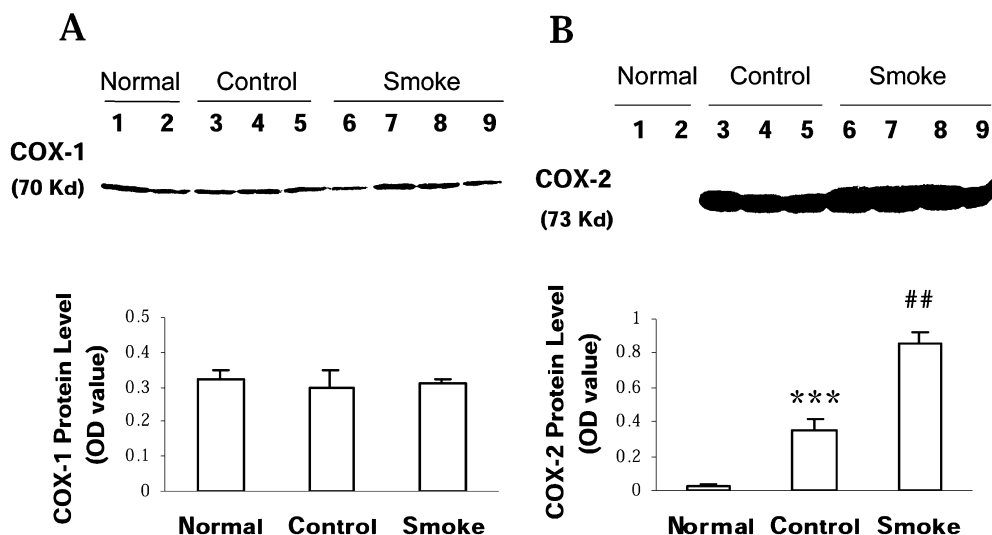 A
Normal Control Smoke
1 2 3 4 5 6 7 8 9
COX-1
(70 Kd)
COX-1 Protein Level
(OD value)
0.5
0.4
0.3
0.2
0.1
0
Normal Control Smoke
B
Normal Control Smoke
1 2 3 4 5 6 7 8 9
COX-2
(73 Kd)
COX-2 Protein Level
(OD value)
1
0.8
0.6
0.4
0.2
0
***
##
Normal Control Smoke